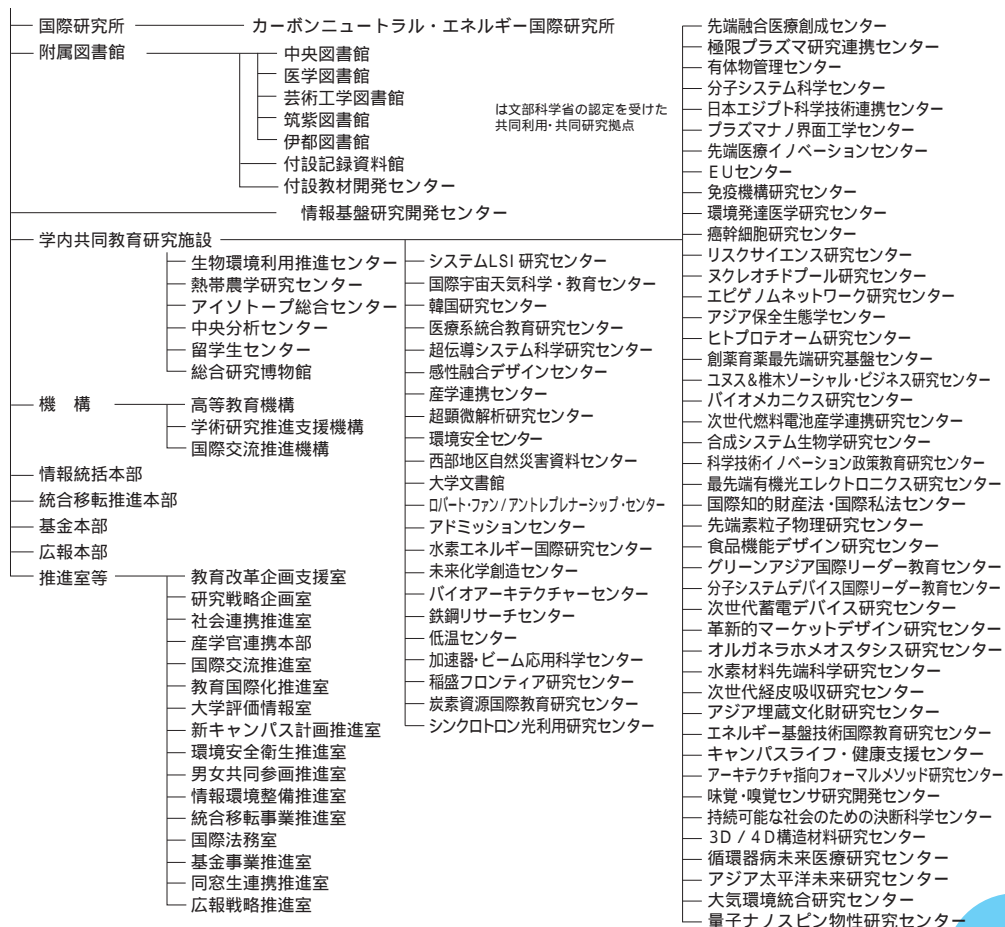 国際研究所
カーボンニュートラル・エネルギー国際研究所
附属図書館
中央図書館
医学図書館
芸術工学図書館
筑紫図書館
伊都図書館
付設記録資料館
付設教材開発センター
は文部科学省の認定を受けた
共同利用・共同研究拠点
情報基盤研究開発センター
学内共同教育研究施設
生物環境利用推進センター
熱帯農学研究センター
アイソトープ総合センター
中央分析センター
留学生センター
総合研究博物館
機 構
高等教育機構
学術研究推進支援機構
国際交流推進機構
情報統括本部
統合移転推進本部
基金本部
広報本部
推進室等
教育改革企画支援室
研究戦略企画室
社会連携推進室
産学官連携本部
国際交流推進室
教育国際化推進室
大学評価情報室
新キャンパス計画推進室
環境安全衛生推進室
男女共同参画推進室
情報環境整備推進室
統合移転事業推進室
国際法務室
基金事業推進室
同窓生連携推進室
広報戦略推進室
システムLSI研究センター
国際宇宙天気科学・教育センター
韓国研究センター
医療系統合教育研究センター
超伝導システム科学研究センター
感性融合デザインセンター
産学連携センター
超顕微解析研究センター
環境安全センター
西部地区自然災害資料センター
大学文書館
ロバート・ファン/アントレプレナーシップ・センター
アドミッションセンター
水素エネルギー国際研究センター
未来化学創造センター
バイオアーキテクチャーセンター
鉄鋼リサーチセンター
低温センター
加速器・ビーム応用科学センター
稲盛フロンティア研究センター
炭素資源国際教育研究センター
シンクロトロン光利用研究センター
先端融合医療創成センター
極限プラズマ研究連携センター
有体物管理センター
分子システム科学センター
日本エジプト科学技術連携センター
プラズマナノ界面工学センター
先端医療イノベーションセンター
EUセンター
免疫機構研究センター
環境発達医学研究センター
癌幹細胞研究センター
リスクサイエンス研究センター
ヌクレオチドプール研究センター
エピゲノムネットワーク研究センター
アジア保全生態学センター
ヒトプロテオーム研究センター
創薬育薬最先端研究基盤センター
ユヌス&椎木ソーシャル・ビジネス研究センター
バイオメカニクス研究センター
次世代燃料電池産学連携研究センター
合成システム生物学研究センター
科学技術イノベーション政策教育研究センター
最先端有機光エレクトロニクス研究センター
国際知的財産法・国際私法センター
先端素粒子物理研究センター
食品機能デザイン研究センター
グリーンアジア国際リーダー教育センター
分子システムデバイス国際リーダー教育センター
次世代蓄電デバイス研究センター
革新的マーケットデザイン研究センター
オルガネラホメオスタシス研究センター
水素材料先端科学研究センター
次世代経皮吸収研究センター
アジア埋蔵文化財研究センター
エネルギー基盤技術国際教育研究センター
キャンパスライフ・健康支援センター
アーキテクチャ指向フォーマルメソッド研究センター
味覚・嗅覚センサ研究開発センター
持続可能な社会のための決断科学センター
3D/4D構造材料研究センター
循環器病未来医療研究センター
アジア太平洋未来研究センター
大気環境統合研究センター
量子ナノスピン物性研究センター